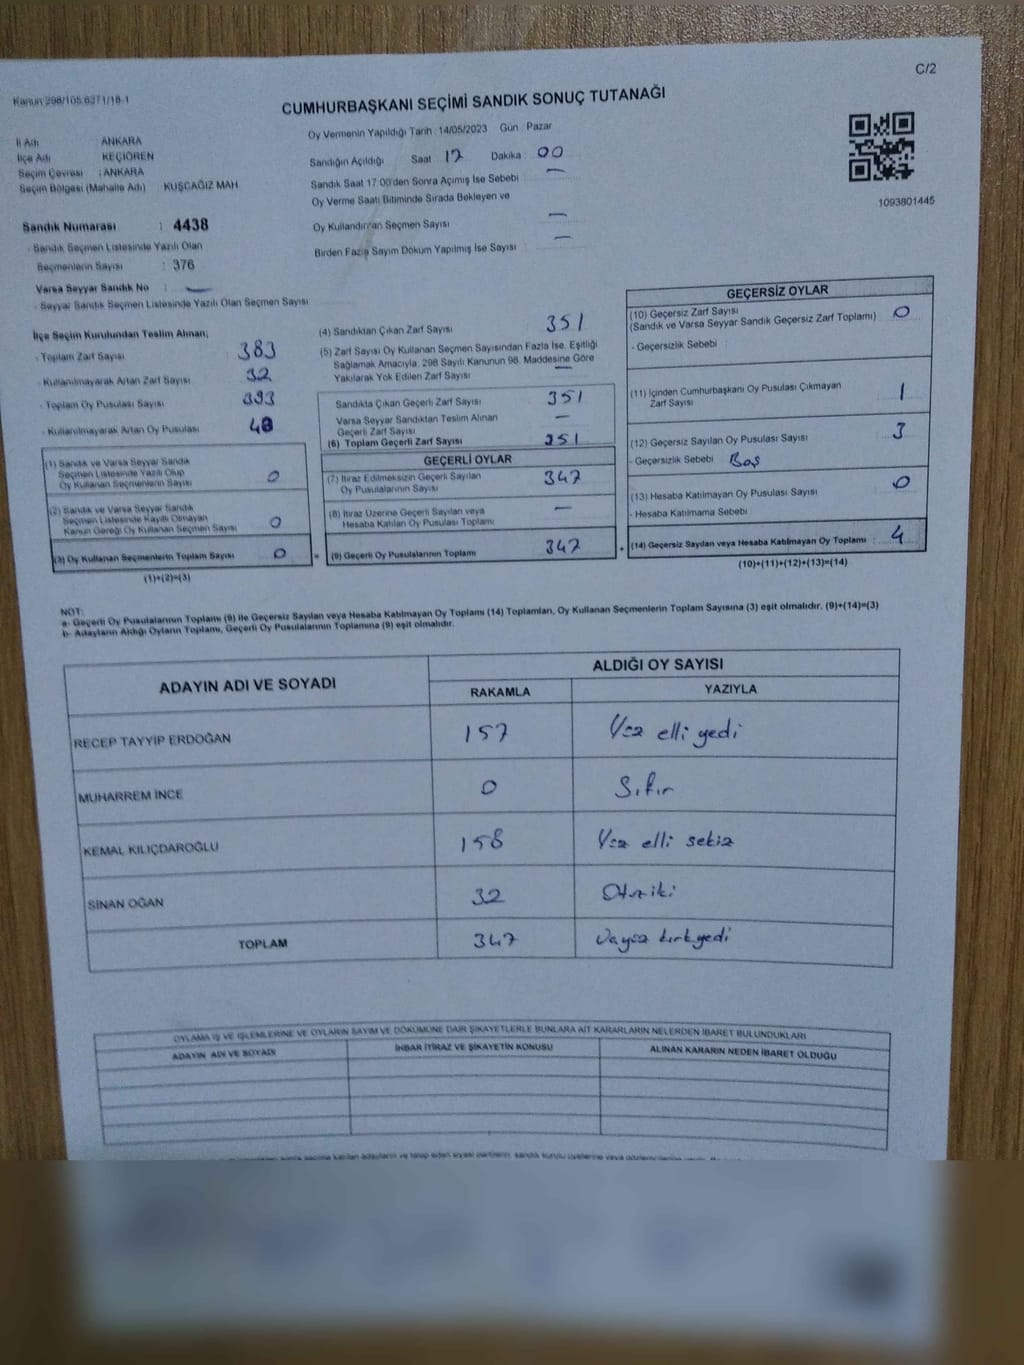 C/2
Kanun 298/105.6271/18-1
CUMHURBAŞKANI SEÇİMİ SANDIK SONUÇ TUTANAĞI
İl Adı : ANKARA
İlçe Adı : KEÇİÖREN
Seçim Çevresi : ANKARA
Seçim Bölgesi (Mahalle Adı) KUŞCAĞIZ MAH
Sandık Numarası : 4438
- Sandık Seçmen Listesinde Yazılı Olan
Seçmenlerin Sayısı : 376
Varsa Seyyar Sandık No : —
- Seyyar Sandık Seçmen Listesinde Yazılı Olan Seçmen Sayısı
Oy Vermenin Yapıldığı Tarih : 14/05/2023 Gün : Pazar
Sandığın Açıldığı Saat 17 Dakika 00
Sandık Saat 17:00'den Sonra Açımış İse Sebebi —
Oy Verme Saati Bitiminde Sırada Bekleyen ve
Oy Kullandırılan Seçmen Sayısı —
Birden Fazla Sayım Döküm Yapılmış İse Sayısı —
1093801445
İlçe Seçim Kurulundan Teslim Alınan;
- Toplam Zarf Sayısı 383
- Kullanılmayarak Artan Zarf Sayısı 32
- Toplam Oy Pusulası Sayısı 393
- Kullanılmayarak Artan Oy Pusulası
(1) Sandık ve Varsa Seyyar Sandık
Seçmen Listesinde Yazılı Olup
Oy Kullanan Seçmenlerin Sayısı 0
(2) Sandık ve Varsa Seyyar Sandık
Seçmen Listesinde Kayıtlı Olmayan
Kanun Gereği Oy Kullanan Seçmen Sayısı 0
(3) Oy Kullanan Seçmenlerin Toplam Sayısı 0
(1)+(2)=(3)
(4) Sandıktan Çıkan Zarf Sayısı 351
(5) Zarf Sayısı Oy Kullanan Seçmen Sayısından Fazla İse, Eşitliği
Sağlamak Amacıyla, 298 Sayılı Kanunun 98. Maddesine Göre
Yakılarak Yok Edilen Zarf Sayısı —
Sandıkta Çıkan Geçerli Zarf Sayısı 351
Varsa Seyyar Sandıktan Teslim Alınan
Geçerli Zarf Sayısı —
(6) Toplam Geçerli Zarf Sayısı 351
GEÇERLİ OYLAR
(7) İtiraz Edilmeksizin Geçerli Sayılan
Oy Pusulalarının Sayısı 347
(8) İtiraz Üzerine Geçerli Sayılan veya
Hesaba Katılan Oy Pusulası Toplamı —
= (9) Geçerli Oy Pusulalarının Toplamı 347 +
GEÇERSİZ OYLAR
(10) Geçersiz Zarf Sayısı
(Sandık ve Varsa Seyyar Sandık Geçersiz Zarf Toplamı) 0
- Geçersizlik Sebebi
(11) İçinden Cumhurbaşkanı Oy Pusulası Çıkmayan
Zarf Sayısı 1
(12) Geçersiz Sayılan Oy Pusulası Sayısı 3
- Geçersizlik Sebebi Boş
(13) Hesaba Katılmayan Oy Pusulası Sayısı 0
- Hesaba Katılmama Sebebi
(14) Geçersiz Sayılan veya Hesaba Katılmayan Oy Toplamı : 4
(10)+(11)+(12)+(13)=(14)
NOT:
a- Geçerli Oy Pusulalarının Toplamı (9) ile Geçersiz Sayılan veya Hesaba Katılmayan Oy Toplamı (14) Toplamları, Oy Kullanan Seçmenlerin Toplam Sayısına (3) eşit olmalıdır. (9)+(14)=(3)
b- Adayların Aldığı Oyların Toplamı, Geçerli Oy Pusulalarının Toplamına (9) eşit olmalıdır.
ADAYIN ADI VE SOYADI
ALDIĞI OY SAYISI
RAKAMLA YAZIYLA
RECEP TAYYİP ERDOĞAN 157 Yüz elli yedi
MUHARREM İNCE 0 Sıfır
KEMAL KILIÇDAROĞLU 158 Yüz elli sekiz
SİNAN OĞAN 32 Otuziki
TOPLAM 347 Üçyüz kırkyedi
OYLAMA İŞ VE İŞLEMLERİNE VE OYLARIN SAYIM VE DÖKÜMÜNE DAİR ŞİKAYETLERLE BUNLARA AİT KARARLARIN NELERDEN İBARET BULUNDUKLARI
ADAYIN ADI VE SOYADI İHBAR İTİRAZ VE ŞİKAYETİN KONUSU ALINAN KARARIN NEDEN İBARET OLDUĞU